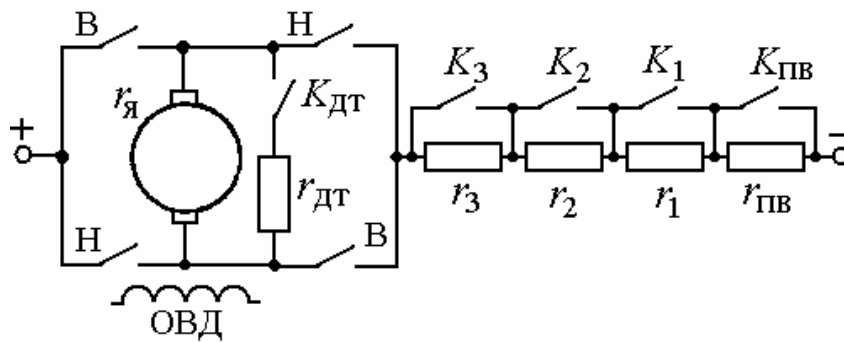 В Н
K3 K2 K1 KПВ
rЯ KДТ
+ −
rДТ
r3 r2 r1 rПВ
Н В
ОВД